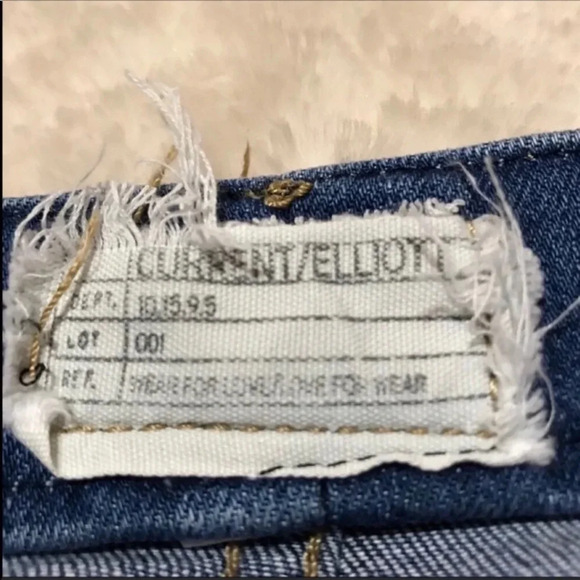 CURRENT/ELLIOTT
DEPT. 10.15.9.5
LOT 001
REF. WEAR FOR LOVE/LOVE FOR WEAR